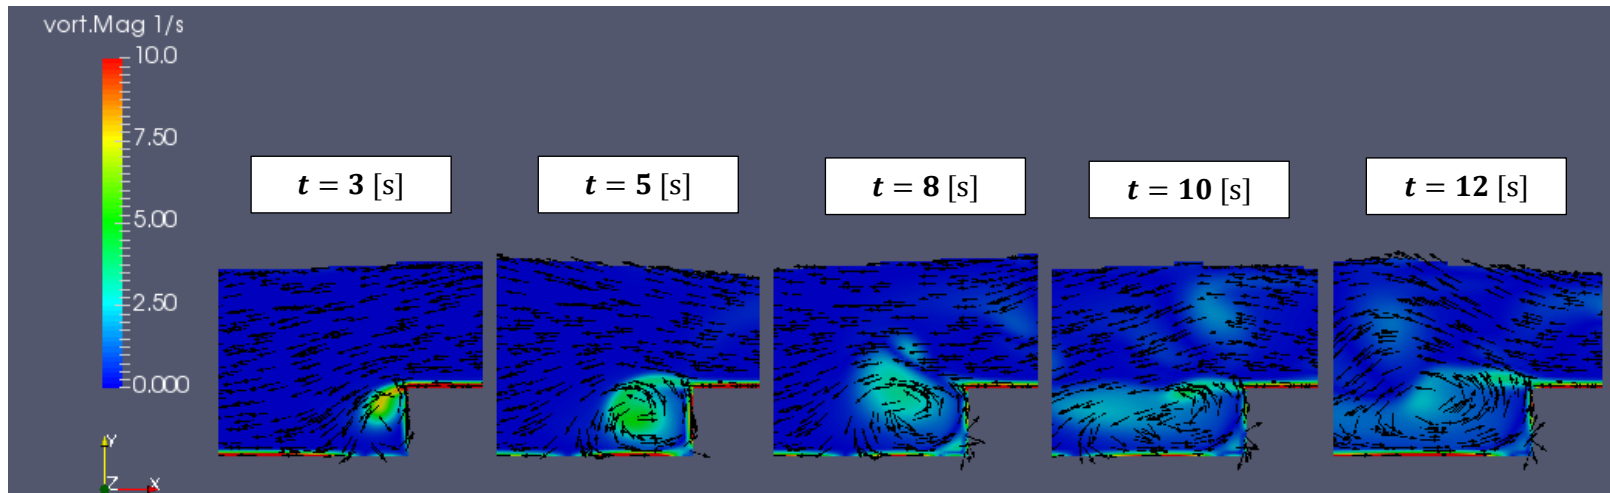 vort.Mag 1/s
10.0
7.50
5.00
2.50
0.000
t = 3 [s]
t = 5 [s]
t = 8 [s]
t = 10 [s]
t = 12 [s]
Y
Z X